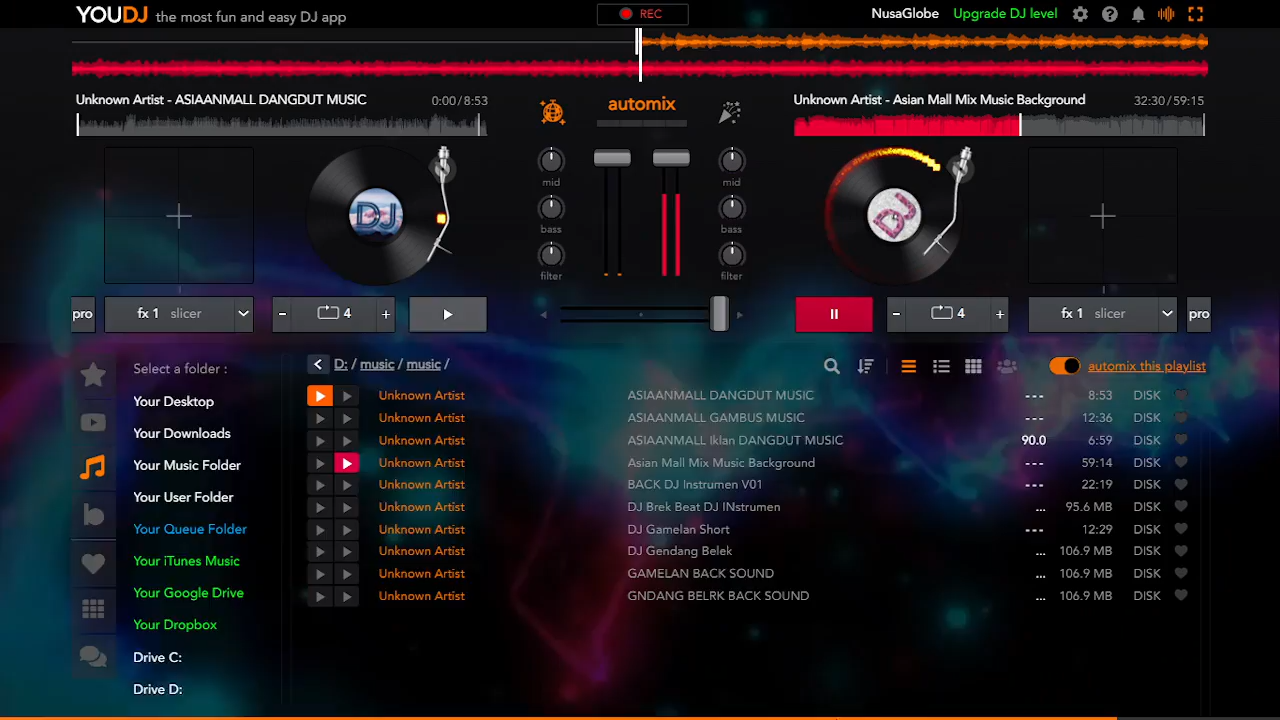 YOUDJ the most fun and easy DJ app
REC
NusaGlobe Upgrade DJ level
Unknown Artist - ASIAANMALL DANGDUT MUSIC 0:00/8:53
automix
Unknown Artist - Asian Mall Mix Music Background 32:30/59:15
mid mid
DJ DJ
bass bass
filter filter
pro fx 1 slicer - 4 + - 4 + fx 1 slicer pro
Select a folder :
Your Desktop
Your Downloads
Your Music Folder
Your User Folder
Your Queue Folder
Your iTunes Music
Your Google Drive
Your Dropbox
Drive C:
Drive D:
D: / music / music /
automix this playlist
Unknown Artist ASIAANMALL DANGDUT MUSIC --- 8:53 DISK
Unknown Artist ASIAANMALL GAMBUS MUSIC --- 12:36 DISK
Unknown Artist ASIAANMALL Iklan DANGDUT MUSIC 90.0 6:59 DISK
Unknown Artist Asian Mall Mix Music Background --- 59:14 DISK
Unknown Artist BACK DJ Instrumen V01 --- 22:19 DISK
Unknown Artist DJ Brek Beat DJ INstrumen ... 95.6 MB DISK
Unknown Artist DJ Gamelan Short --- 12:29 DISK
Unknown Artist DJ Gendang Belek ... 106.9 MB DISK
Unknown Artist GAMELAN BACK SOUND ... 106.9 MB DISK
Unknown Artist GNDANG BELRK BACK SOUND ... 106.9 MB DISK